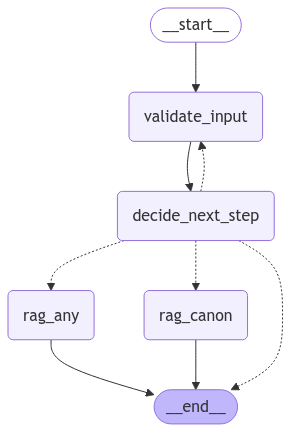 __start__
validate_input
decide_next_step
rag_any
rag_canon
__end__